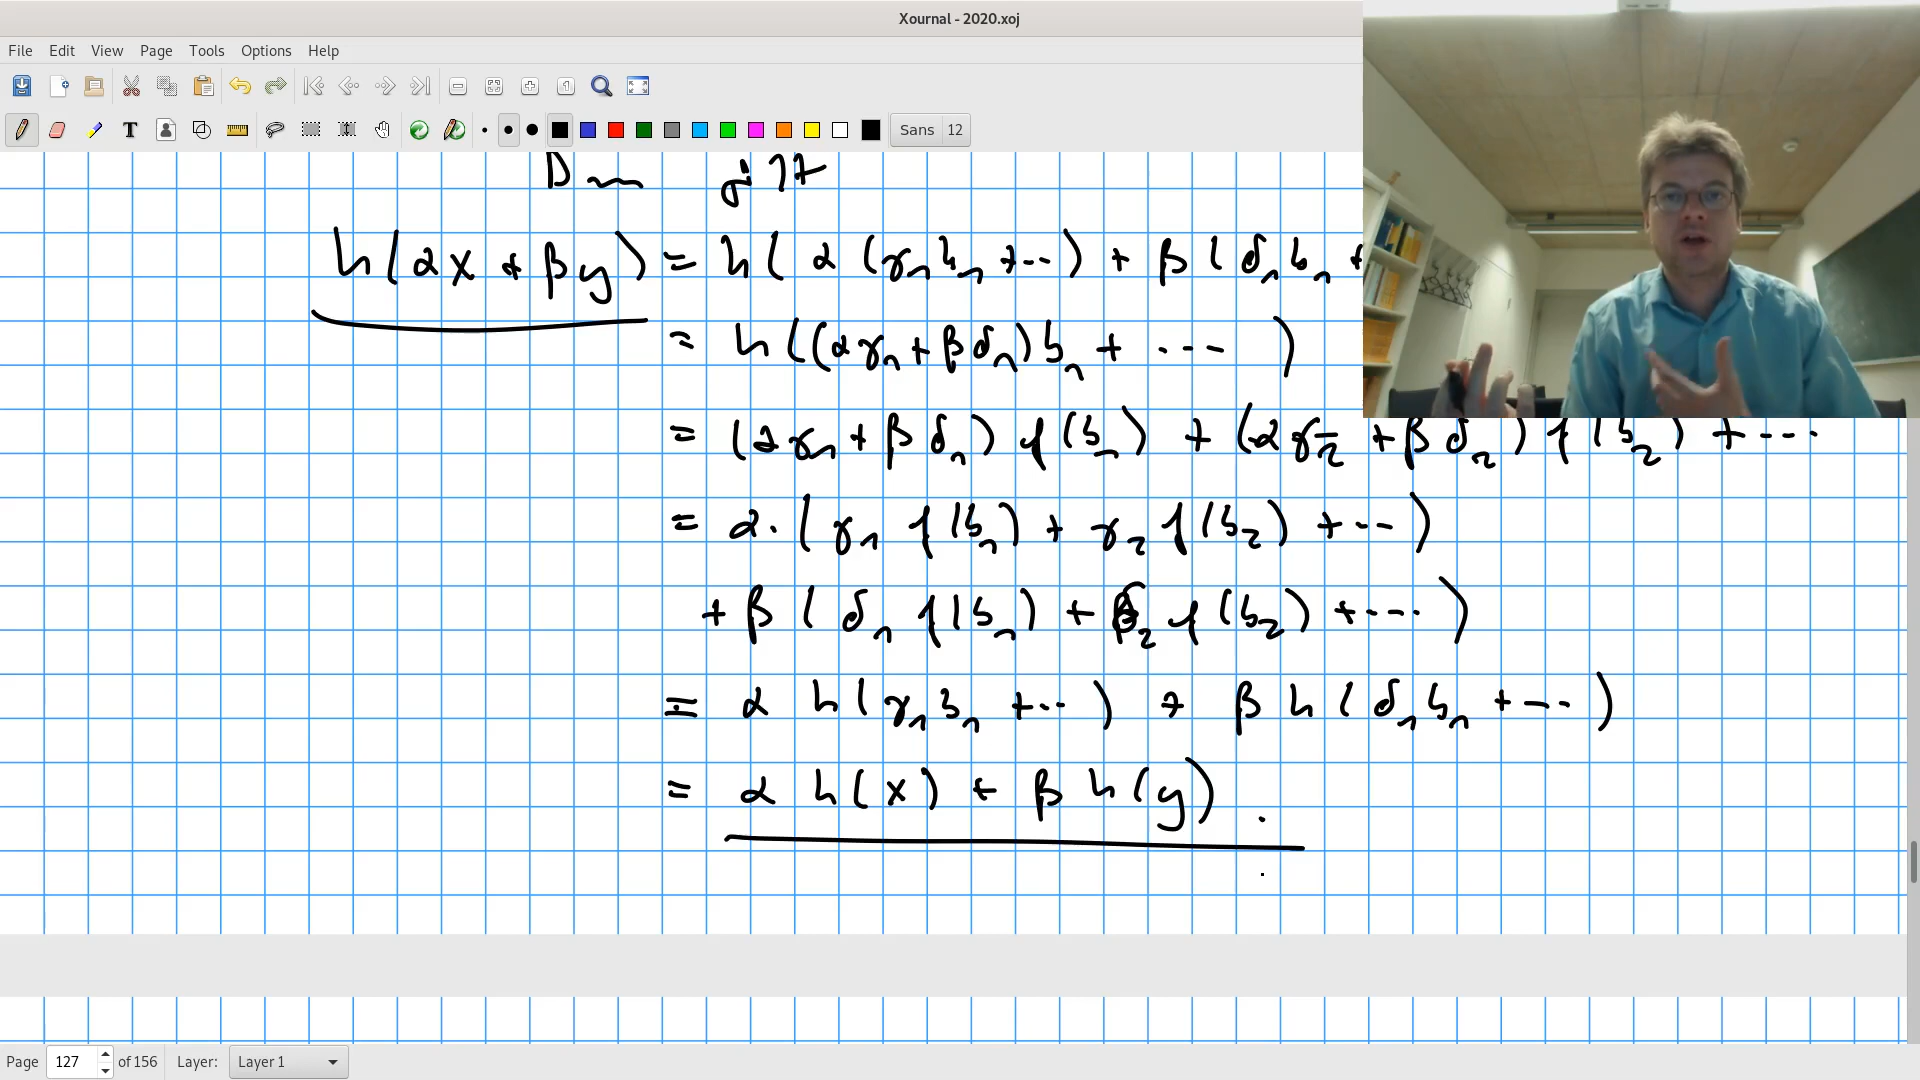 Xournal - 2020.xoj
File Edit View Page Tools Options Help
Sans 12
Dann gilt
h(αx + βy) = h( α (γ₁b₁ + ⋯) + β ( δ₁b₁ +
= h((αγ₁ + βδ₁)b₁ + ⋯ )
= (αγ₁ + βδ₁) f(b₁) + (αγ₂ + βδ₂) f(b₂) + ⋯
= α · ( γ₁ f(b₁) + γ₂ f(b₂) + ⋯ )
+ β ( δ₁ f(b₁) + δ₂ f(b₂) + ⋯ )
= α h(γ₁b₁ + ⋯ ) + β h ( δ₁b₁ + ⋯ )
= α h(x) + β h(y) .
Page 127 of 156 Layer: Layer 1